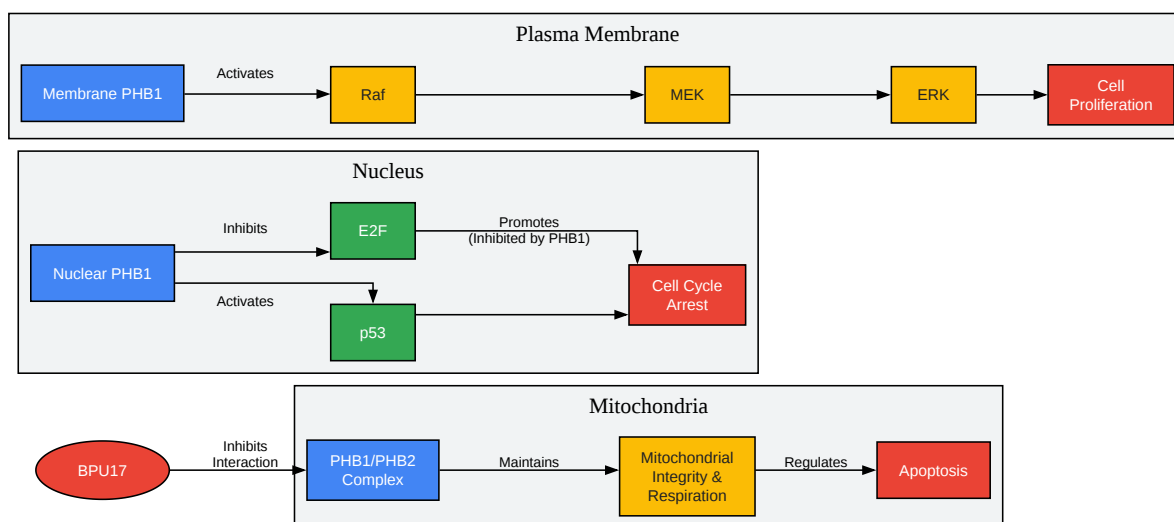 Plasma Membrane
Membrane PHB1
Activates
Raf
MEK
ERK
Cell
Proliferation
Nucleus
Nuclear PHB1
Inhibits
Activates
E2F
p53
Promotes
(Inhibited by PHB1)
Cell Cycle
Arrest
Mitochondria
BPU17
Inhibits
Interaction
PHB1/PHB2
Complex
Maintains
Mitochondrial
Integrity &
Respiration
Regulates
Apoptosis